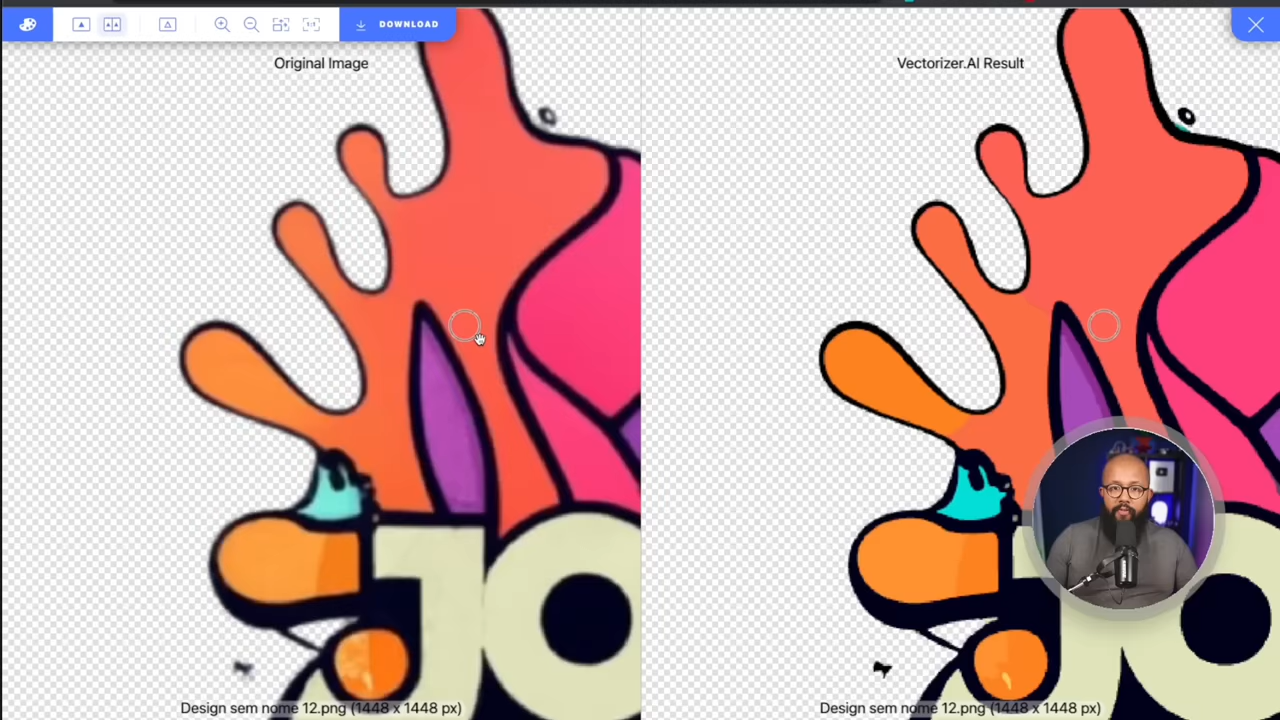 DOWNLOAD
Original Image
Vectorizer.AI Result
JO
Design sem nome 12.png (1448 x 1448 px)
Design sem nome 12.png (1448 x 1448 px)